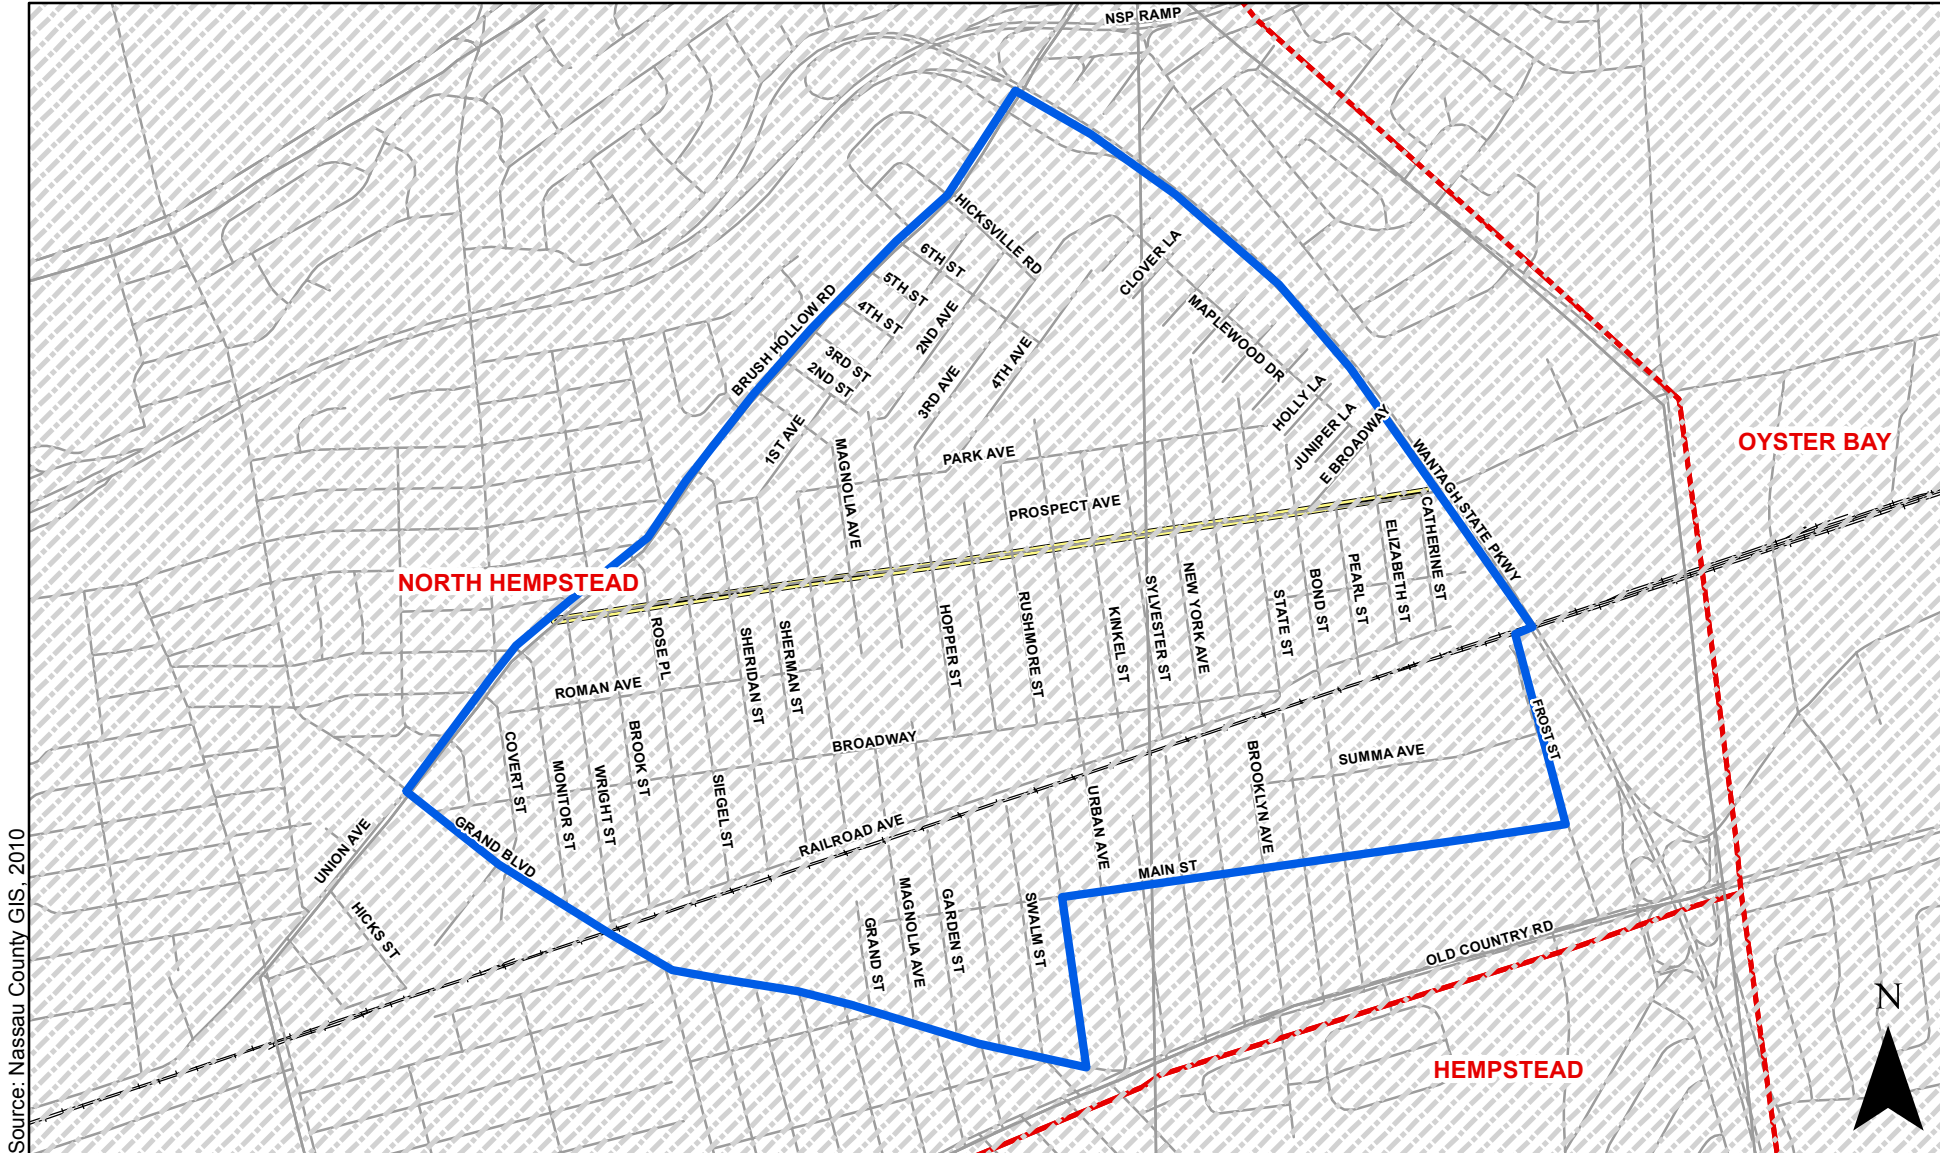 NSP RAMP
HICKSVILLE RD
6TH ST
5TH ST
4TH ST
3RD ST
2ND ST
BRUSH HOLLOW RD
2ND AVE
3RD AVE
4TH AVE
1ST AVE
CLOVER LA
MAPLEWOOD DR
HOLLY LA
JUNIPER LA
E BROADWAY
WANTAGH STATE PKWY
OYSTER BAY
MAGNOLIA AVE
PARK AVE
PROSPECT AVE
CATHERINE ST
ELIZABETH ST
PEARL ST
BOND ST
STATE ST
NEW YORK AVE
SYLVESTER ST
KINKEL ST
RUSHMORE ST
HOPPER ST
NORTH HEMPSTEAD
ROSE PL
SHERIDAN ST
SHERMAN ST
ROMAN AVE
BROADWAY
COVERT ST
MONITOR ST
WRIGHT ST
BROOK ST
SIEGEL ST
RAILROAD AVE
URBAN AVE
BROOKLYN AVE
SUMMA AVE
FROST ST
UNION AVE
GRAND BLVD
MAIN ST
HICKS ST
GRAND ST
MAGNOLIA AVE
GARDEN ST
SWALM ST
OLD COUNTRY RD
HEMPSTEAD
N
Source: Nassau County GIS, 2010